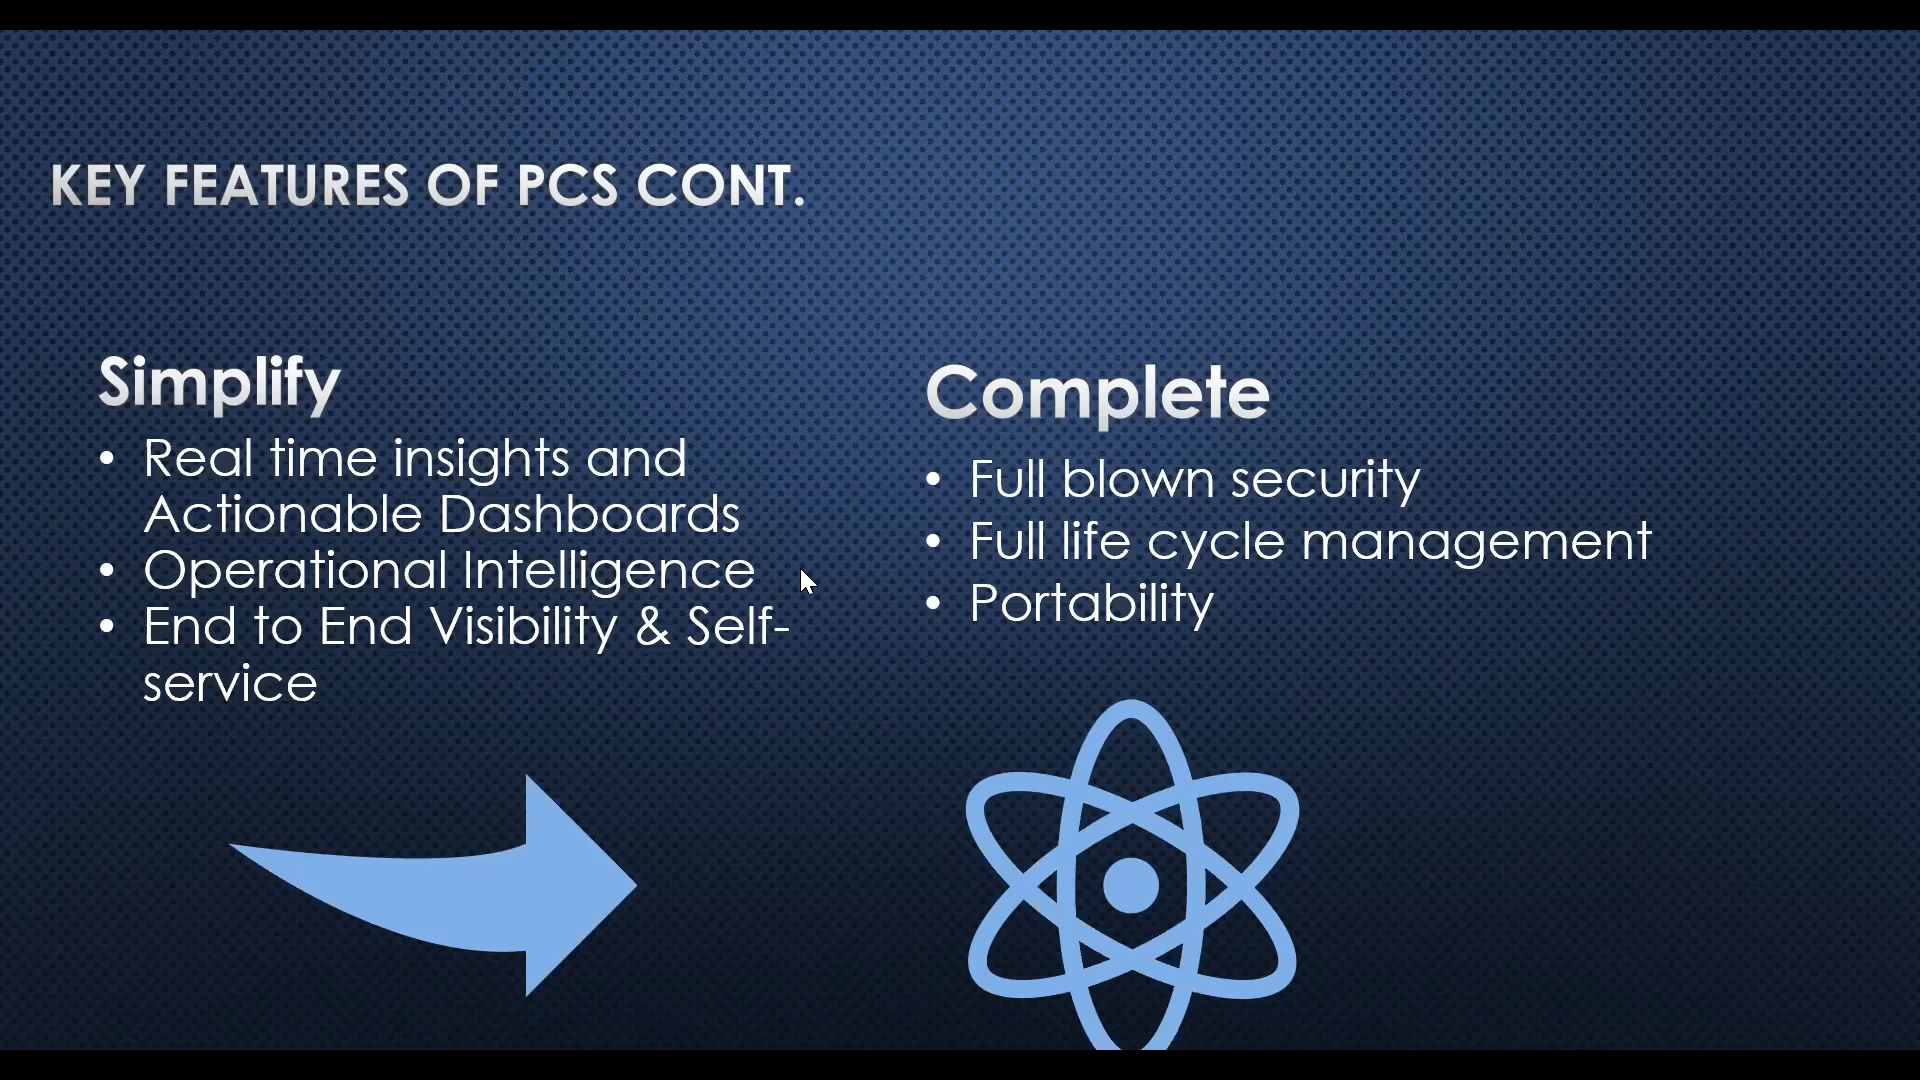 KEY FEATURES OF PCS CONT.
Simplify
• Real time insights and
Actionable Dashboards
• Operational Intelligence
• End to End Visibility & Self-
service
Complete
• Full blown security
• Full life cycle management
• Portability